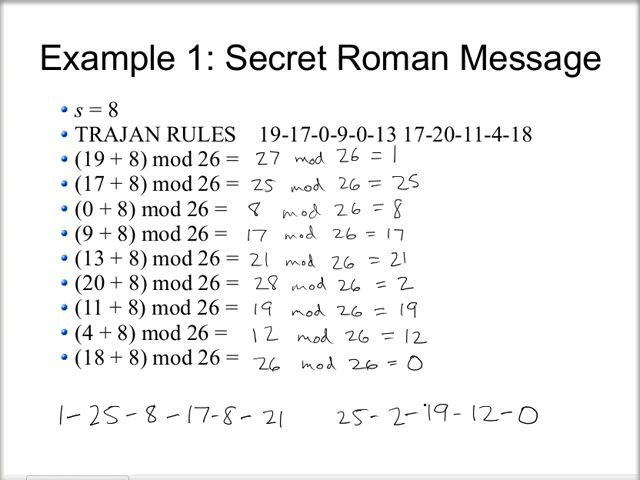 Example 1: Secret Roman Message
• s = 8
• TRAJAN RULES 19-17-0-9-0-13 17-20-11-4-18
• (19 + 8) mod 26 = 27 mod 26 = 1
• (17 + 8) mod 26 = 25 mod 26 = 25
• (0 + 8) mod 26 = 8 mod 26 = 8
• (9 + 8) mod 26 = 17 mod 26 = 17
• (13 + 8) mod 26 = 21 mod 26 = 21
• (20 + 8) mod 26 = 28 mod 26 = 2
• (11 + 8) mod 26 = 19 mod 26 = 19
• (4 + 8) mod 26 = 12 mod 26 = 12
• (18 + 8) mod 26 = 26 mod 26 = 0
1-25-8-17-8-21 25-2-19-12-0